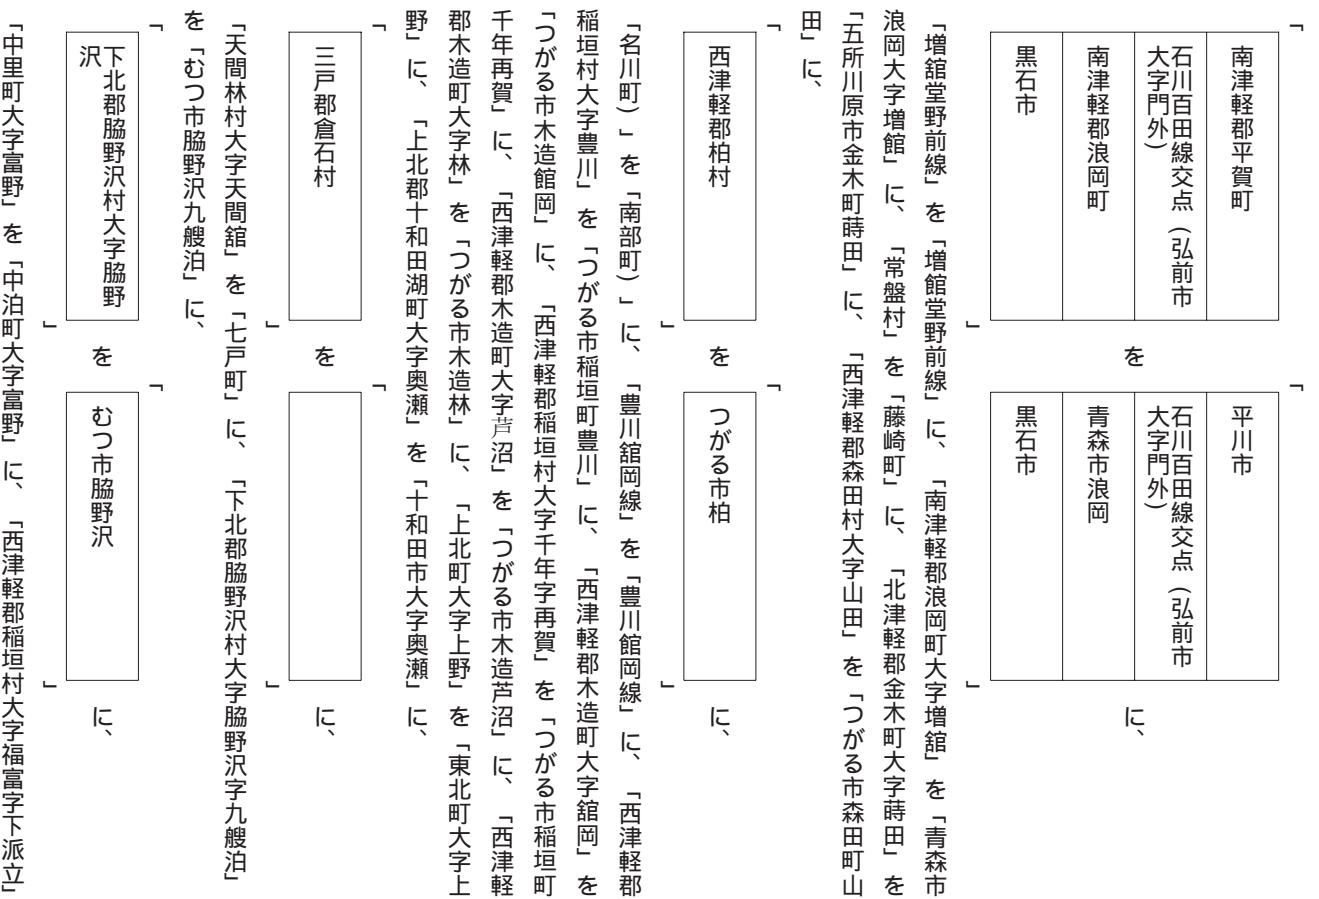 「
南津軽郡平賀町
石川百田線交点（弘前市
大字門外）
南津軽郡浪岡町
黒石市
」
を
「
平川市
石川百田線交点（弘前市
大字門外）
青森市浪岡
黒石市
」
に、
「増舘堂野前線」を「増館堂野前線」に、「南津軽郡浪岡町大字増舘」を「青森市
浪岡大字増館」に、「常盤村」を「藤崎町」に、「北津軽郡金木町大字蒔田」を
「五所川原市金木町蒔田」に、「西津軽郡森田村大字山田」を「つがる市森田町山
田」に、
「
西津軽郡柏村
」
を
「
つがる市柏
」
に、
「名川町）」を「南部町）」に、「豊川舘岡線」を「豊川館岡線」に、「西津軽郡
稲垣村大字豊川」を「つがる市稲垣町豊川」に、「西津軽郡木造町大字舘岡」を
「つがる市木造館岡」に、「西津軽郡稲垣村大字千年字再賀」を「つがる市稲垣町
千年再賀」に、「西津軽郡木造町大字芦沼」を「つがる市木造芦沼」に、「西津軽
郡木造町大字林」を「つがる市木造林」に、「上北町大字上野」を「東北町大字上
野」に、「上北郡十和田湖町大字奥瀬」を「十和田市大字奥瀬」に、
「
三戸郡倉石村
」
を
「
」
に、
「天間林村大字天間舘」を「七戸町」に、「下北郡脇野沢村大字脇野沢字九艘泊」
を「むつ市脇野沢九艘泊」に、
「
下北郡脇野沢村大字脇野
沢
」
を
「
むつ市脇野沢
」
に、
「中里町大字富野」を「中泊町大字富野」に、「西津軽郡稲垣村大字福富字下派立」